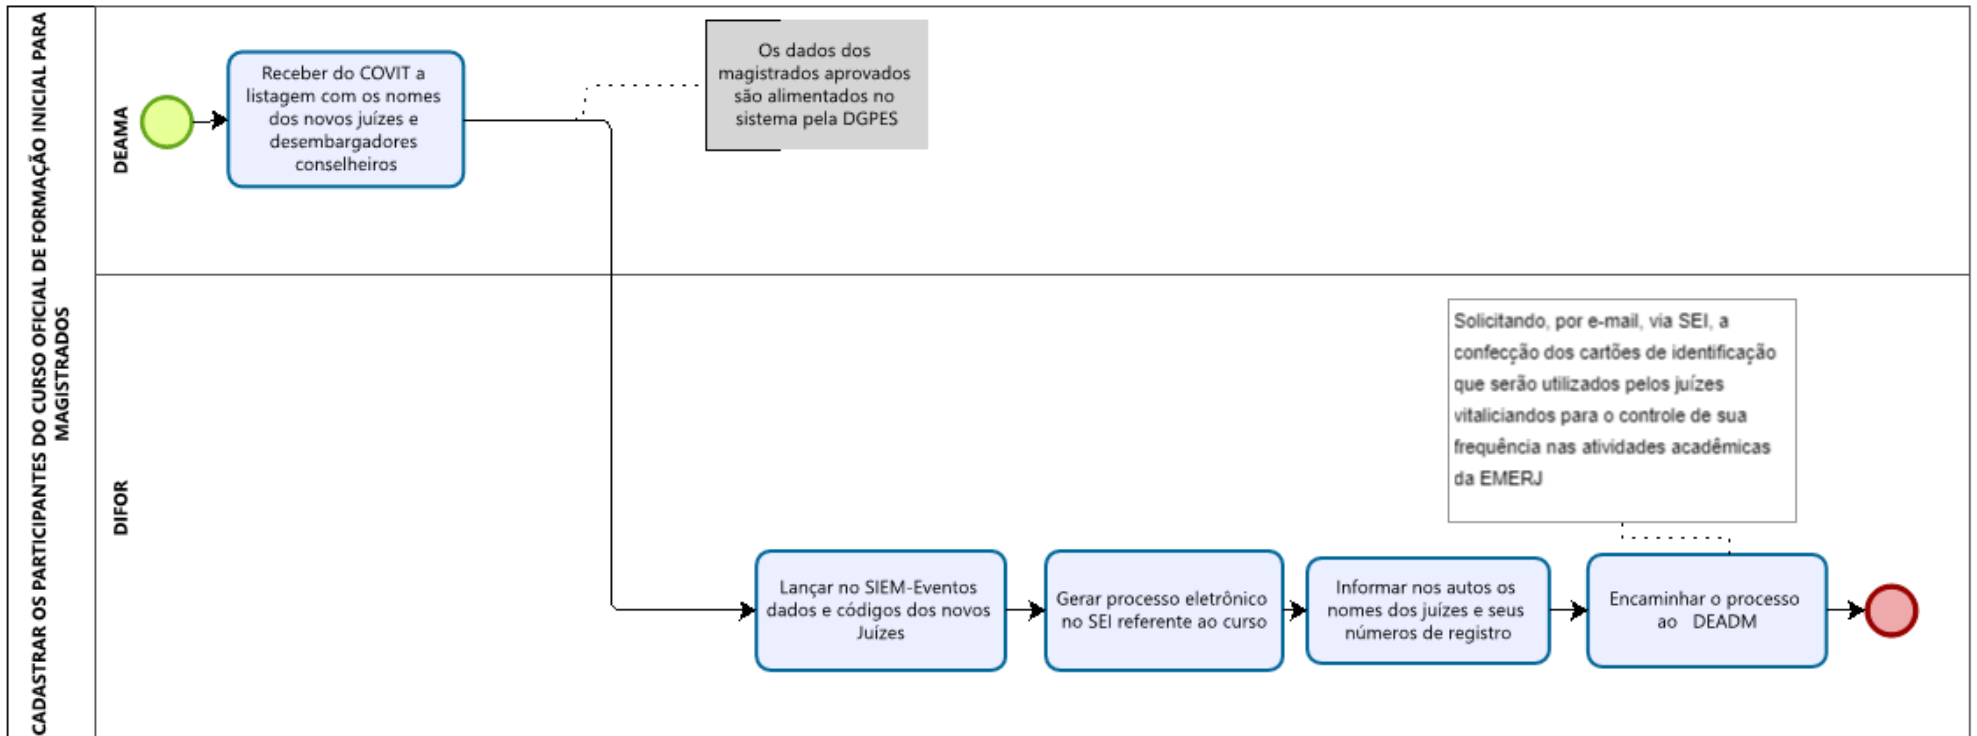 CADASTRAR OS PARTICIPANTES DO CURSO OFICIAL DE FORMAÇÃO INICIAL PARA
MAGISTRADOS
DEAMA
Receber do COVIT a
listagem com os nomes
dos novos juízes e
desembargadores
conselheiros
Os dados dos
magistrados aprovados
são alimentados no
sistema pela DGPES
DIFOR
Lançar no SIEM-Eventos
dados e códigos dos novos
Juízes
Gerar processo eletrônico
no SEI referente ao curso
Informar nos autos os
nomes dos juízes e seus
números de registro
Solicitando, por e-mail, via SEI, a
confecção dos cartões de identificação
que serão utilizados pelos juízes
vitaliciandos para o controle de sua
frequência nas atividades acadêmicas
da EMERJ
Encaminhar o processo
ao DEADM